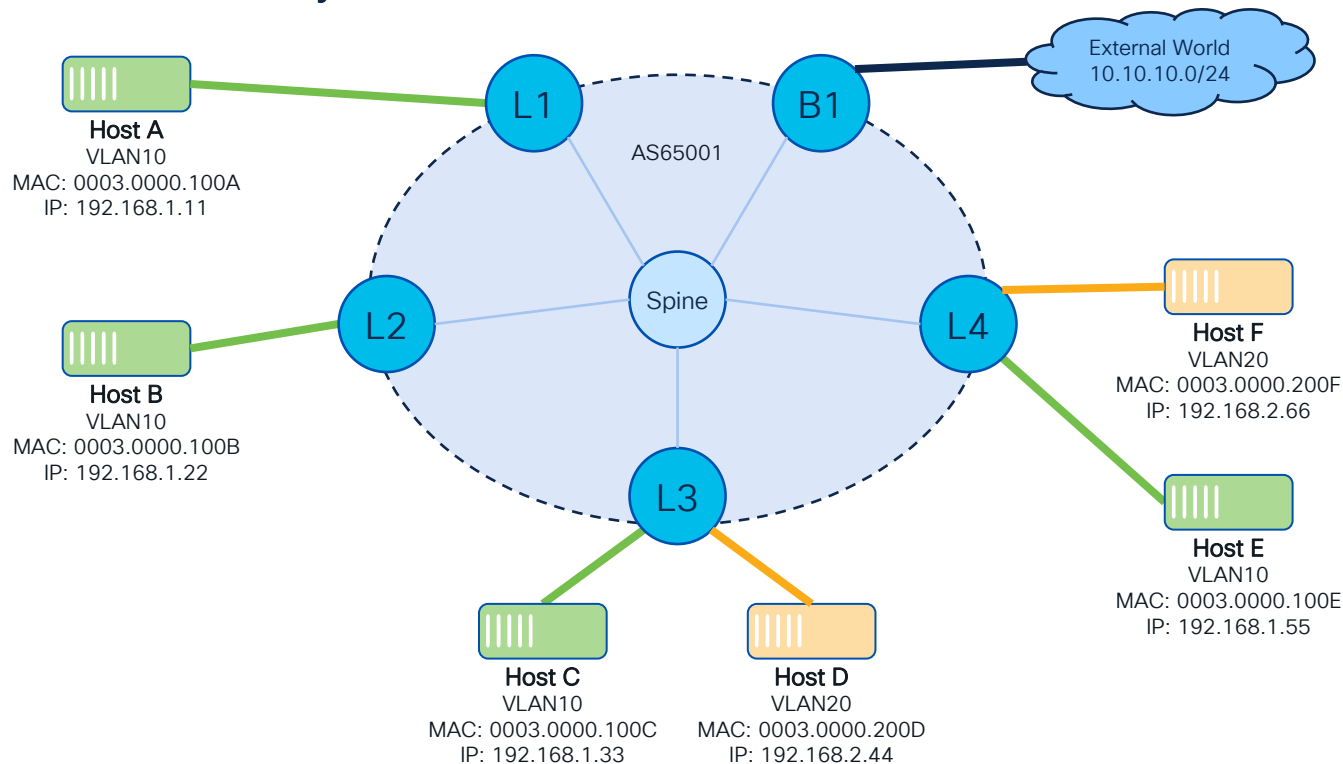 L1
B1
External World
10.10.10.0/24
AS65001
Host A
VLAN10
MAC: 0003.0000.100A
IP: 192.168.1.11
Spine
L2
L4
Host F
VLAN20
MAC: 0003.0000.200F
IP: 192.168.2.66
Host B
VLAN10
MAC: 0003.0000.100B
IP: 192.168.1.22
L3
Host E
VLAN10
MAC: 0003.0000.100E
IP: 192.168.1.55
Host C
VLAN10
MAC: 0003.0000.100C
IP: 192.168.1.33
Host D
VLAN20
MAC: 0003.0000.200D
IP: 192.168.2.44